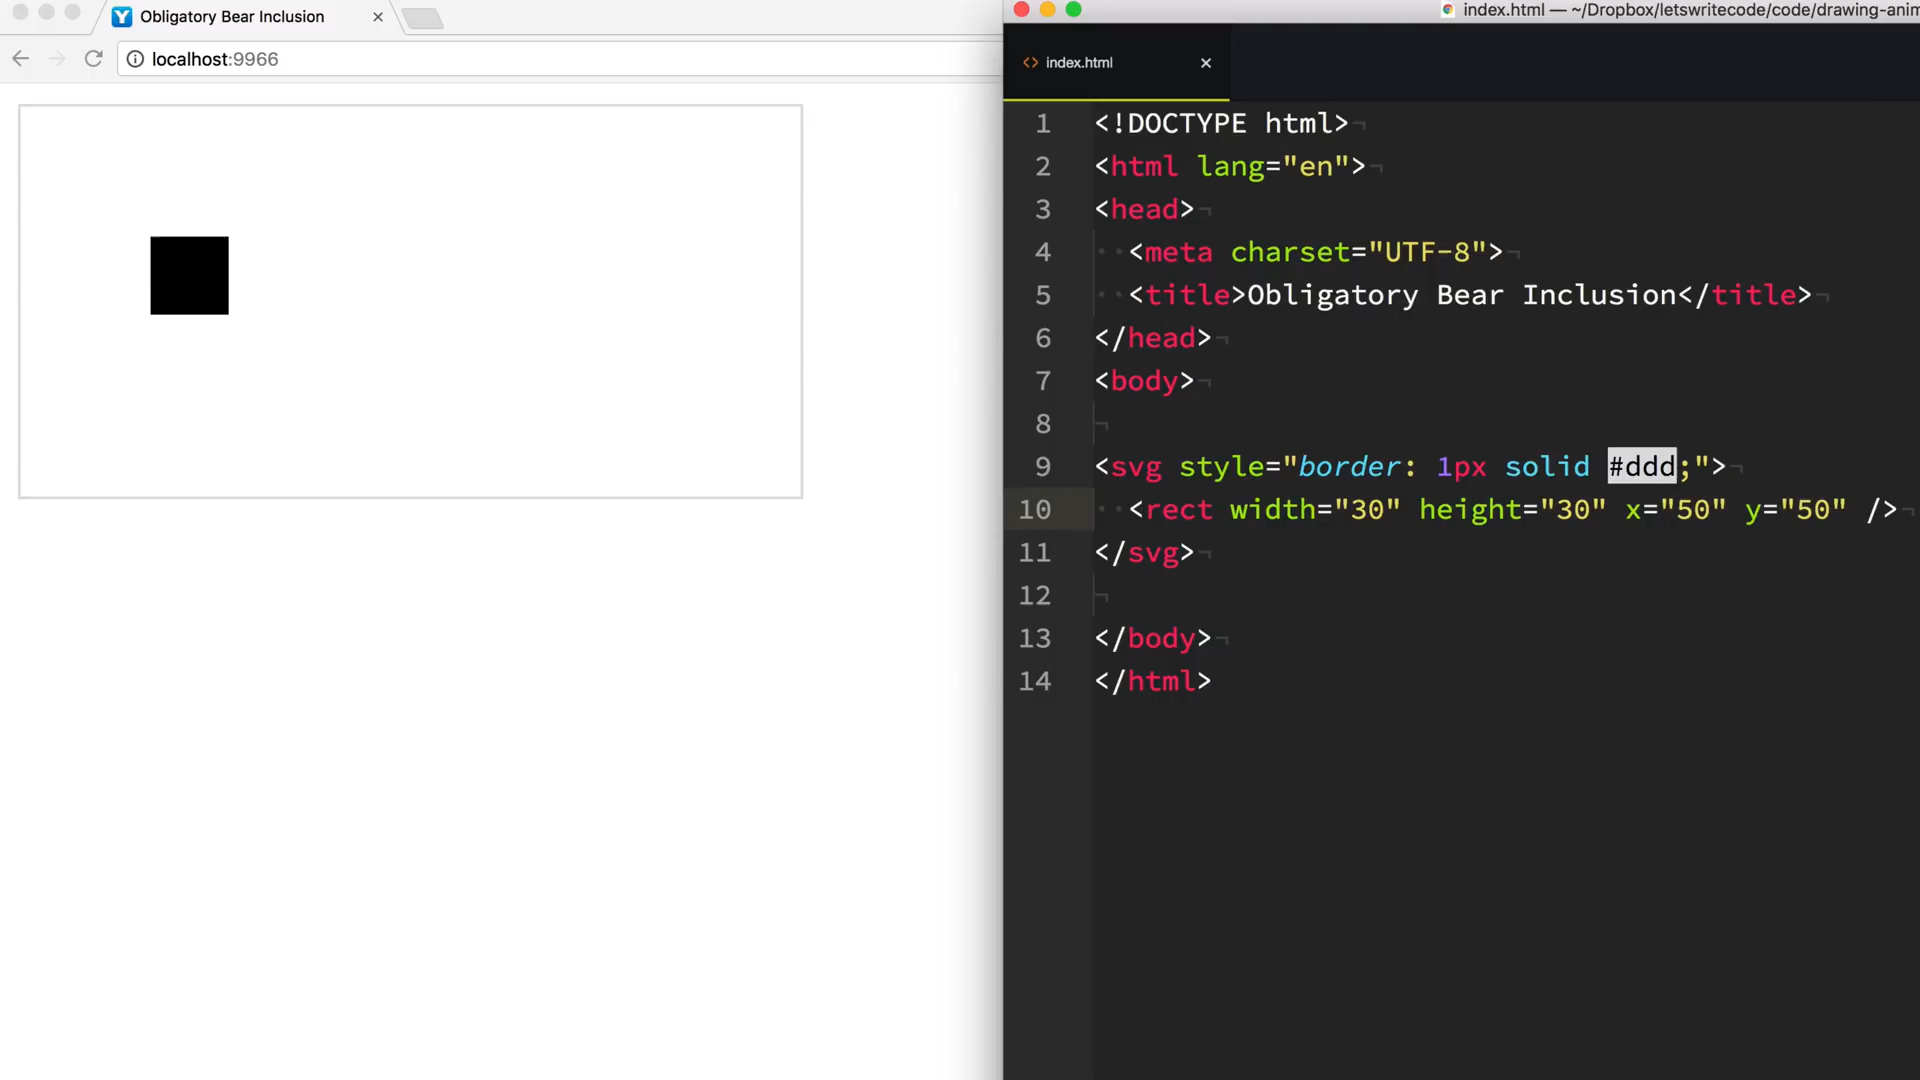 Obligatory Bear Inclusion
localhost:9966
index.html — ~/Dropbox/letswritecode/code/drawing-anim
index.html
1 <!DOCTYPE html>
2 <html lang="en">
3 <head>
4 <meta charset="UTF-8">
5 <title>Obligatory Bear Inclusion</title>
6 </head>
7 <body>
8
9 <svg style="border: 1px solid #ddd;">
10 <rect width="30" height="30" x="50" y="50" />
11 </svg>
12
13 </body>
14 </html>